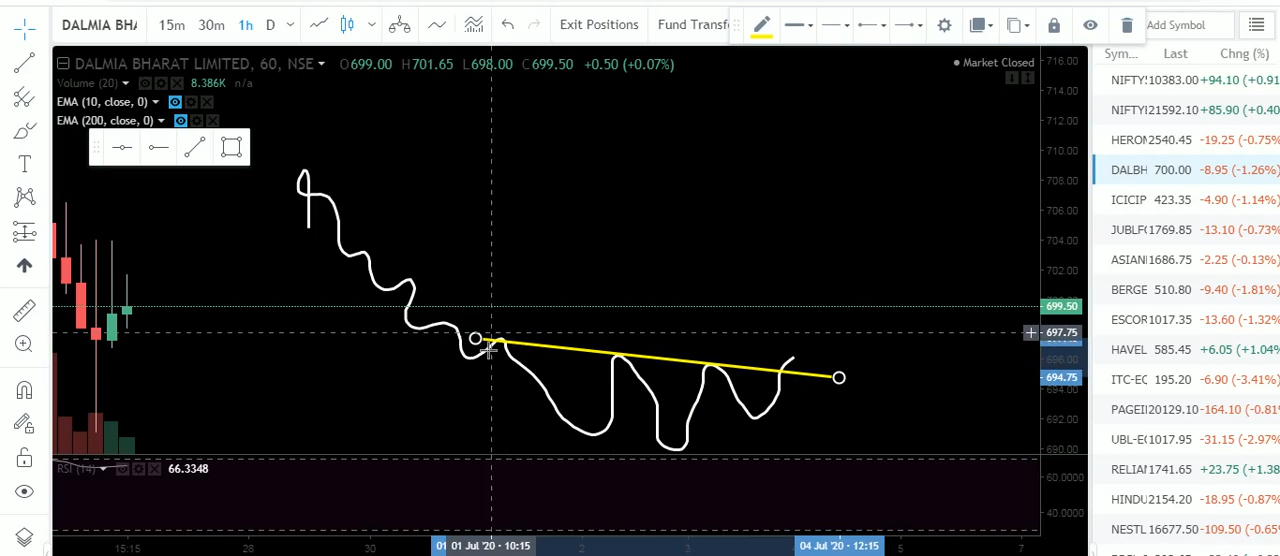 DALMIA BHA 15m 30m 1h D Exit Positions Fund Transf Add Symbol
DALMIA BHARAT LIMITED, 60, NSE O699.00 H701.65 L698.00 C699.50 +0.50 (+0.07%) Market Closed
Volume (20) 8.386K n/a
EMA (10, close, 0)
EMA (200, close, 0)
RSI (14) 66.3348
716.00
714.00
712.00
710.00
708.00
706.00
704.00
702.00
699.50
697.75
696.00
694.75
692.00
690.00
60.0000
40.0000
15:15 28 30 01 01 Jul '20 · 10:15 2 04 Jul '20 · 12:15 5 7
Sym... Last Chng (%)
NIFTY! 10383.00 +94.10 (+0.91
NIFTY 21592.10 +85.90 (+0.40
HERO 2540.45 -19.25 (-0.75%
DALBH 700.00 -8.95 (-1.26%)
ICICIP 423.35 -4.90 (-1.14%)
JUBLF 1769.85 -13.10 (-0.73%
ASIAN 1686.75 -2.25 (-0.13%)
BERGE 510.80 -9.40 (-1.81%)
ESCOR 1017.35 -13.60 (-1.32%
HAVEL 585.45 +6.05 (+1.04%
ITC-EQ 195.20 -6.90 (-3.41%)
PAGEI 20129.10 -164.10 (-0.81%
UBL-E 1017.95 -31.15 (-2.97%
RELIA 1741.65 +23.75 (+1.38
HINDU 2154.20 -18.95 (-0.87%
NESTL 16677.50 -109.50 (-0.65%